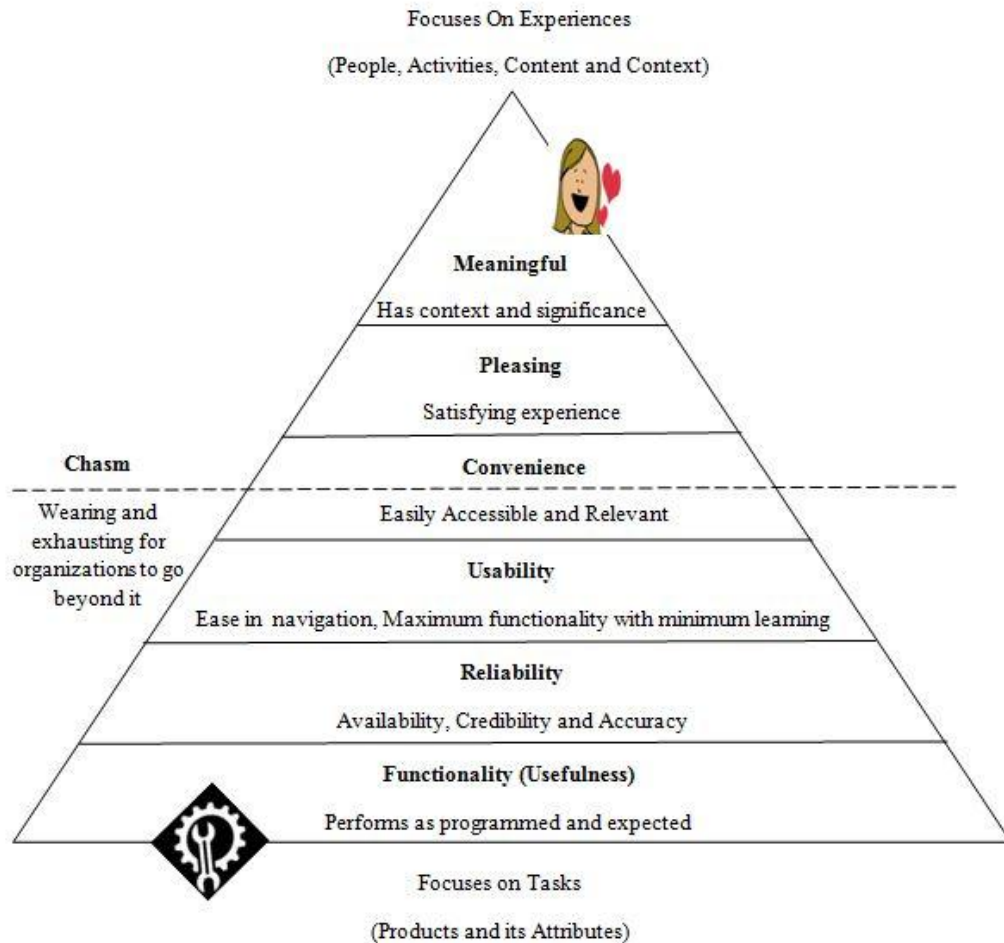 Focuses On Experiences
(People, Activities, Content and Context)
Meaningful
Has context and significance
Pleasing
Satisfying experience
Chasm
Convenience
Wearing and
exhausting for
organizations to go
beyond it
Easily Accessible and Relevant
Usability
Ease in navigation, Maximum functionality with minimum learning
Reliability
Availability, Credibility and Accuracy
Functionality (Usefulness)
Performs as programmed and expected
Focuses on Tasks
(Products and its Attributes)